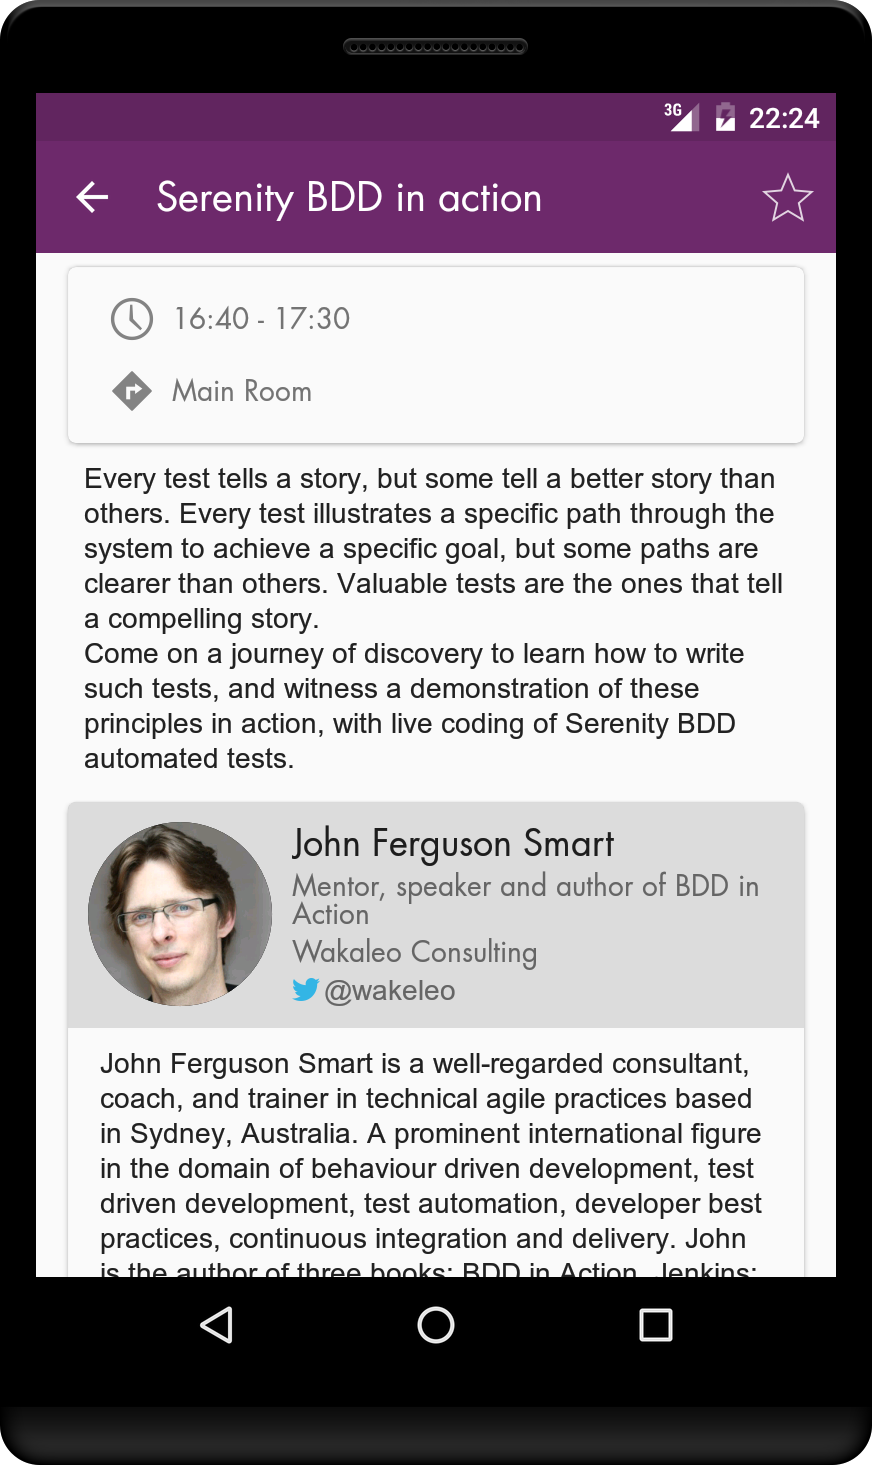 3G 22:24
Serenity BDD in action
16:40 - 17:30
Main Room
Every test tells a story, but some tell a better story than
others. Every test illustrates a specific path through the
system to achieve a specific goal, but some paths are
clearer than others. Valuable tests are the ones that tell
a compelling story.
Come on a journey of discovery to learn how to write
such tests, and witness a demonstration of these
principles in action, with live coding of Serenity BDD
automated tests.
John Ferguson Smart
Mentor, speaker and author of BDD in
Action
Wakaleo Consulting
@wakeleo
John Ferguson Smart is a well-regarded consultant,
coach, and trainer in technical agile practices based
in Sydney, Australia. A prominent international figure
in the domain of behaviour driven development, test
driven development, test automation, developer best
practices, continuous integration and delivery. John
is the author of three books: BDD in Action, Jenkins: